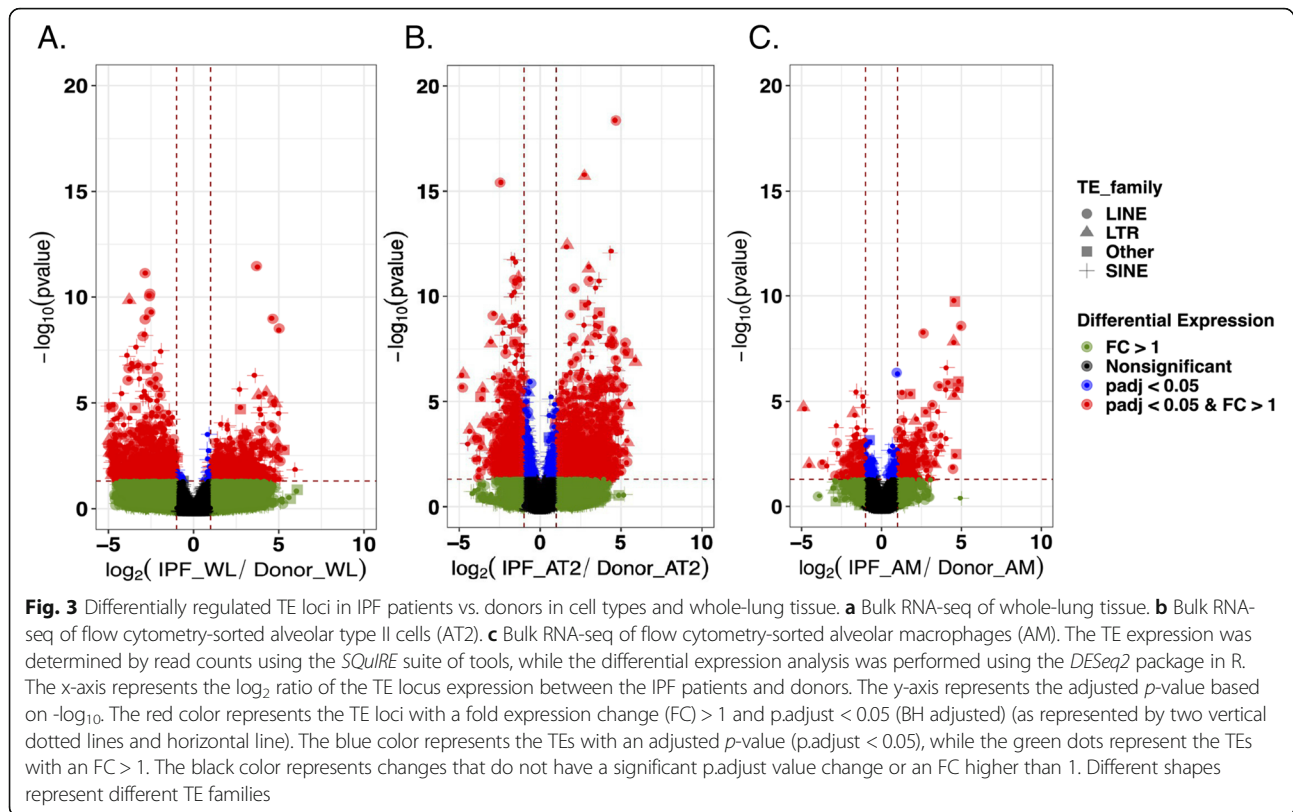 A.
B.
C.
20
15
10
5
0
−5
0
5
10
−log10(pvalue)
log2( IPF_WL/ Donor_WL)
20
15
10
5
0
−5
0
5
10
−log10(pvalue)
log2( IPF_AT2/ Donor_AT2)
20
15
10
5
0
−5
0
5
10
−log10(pvalue)
log2( IPF_AM/ Donor_AM)
TE_family
LINE
LTR
Other
SINE
Differential Expression
FC > 1
Nonsignificant
padj < 0.05
padj < 0.05 & FC > 1
Fig. 3 Differentially regulated TE loci in IPF patients vs. donors in cell types and whole-lung tissue. a Bulk RNA-seq of whole-lung tissue. b Bulk RNA-
seq of flow cytometry-sorted alveolar type II cells (AT2). c Bulk RNA-seq of flow cytometry-sorted alveolar macrophages (AM). The TE expression was
determined by read counts using the SQuIRE suite of tools, while the differential expression analysis was performed using the DESeq2 package in R.
The x-axis represents the log2 ratio of the TE locus expression between the IPF patients and donors. The y-axis represents the adjusted p-value based
on -log10. The red color represents the TE loci with a fold expression change (FC) > 1 and p.adjust < 0.05 (BH adjusted) (as represented by two vertical
dotted lines and horizontal line). The blue color represents the TEs with an adjusted p-value (p.adjust < 0.05), while the green dots represent the TEs
with an FC > 1. The black color represents changes that do not have a significant p.adjust value change or an FC higher than 1. Different shapes
represent different TE families